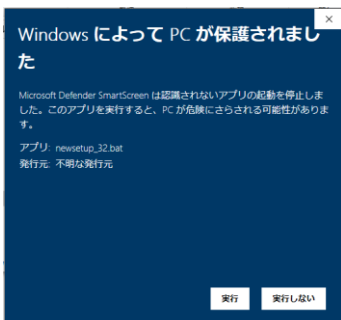 Windows によって PC が保護されまし
た
Microsoft Defender SmartScreen は認識されないアプリの起動を停止しま
した。このアプリを実行すると、PC が危険にさらされる可能性がありま
す。
アプリ: newsetup_32.bat
発行元: 不明な発行元
実行 実行しない